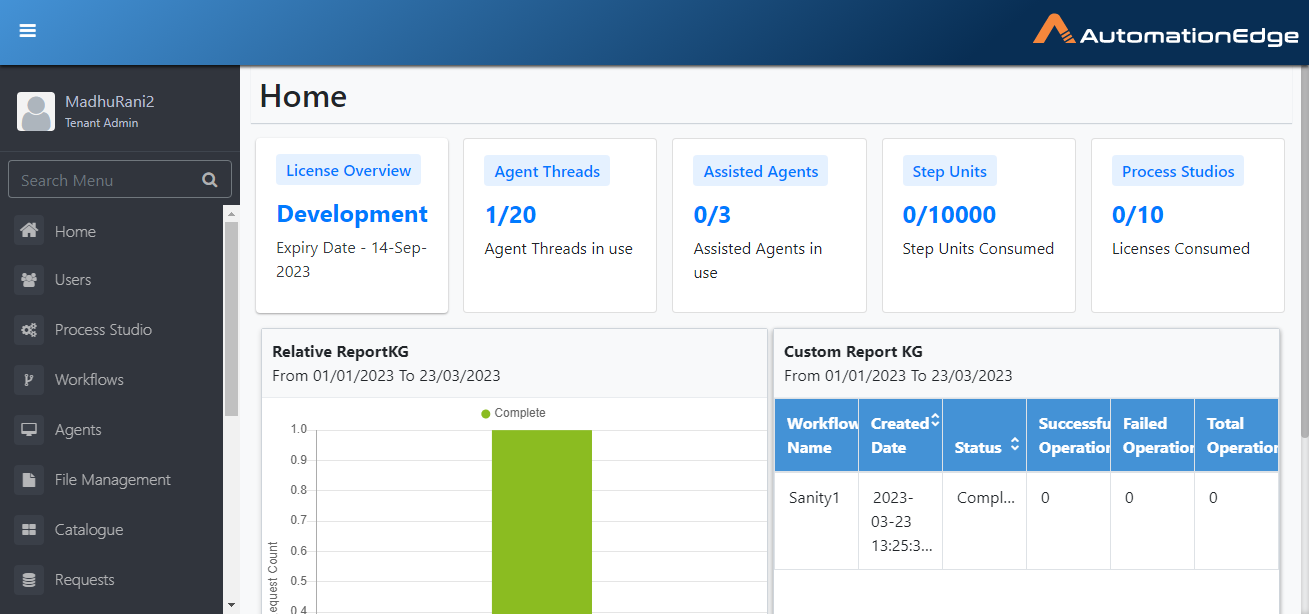 AutomationEdge
MadhuRani2
Tenant Admin
Search Menu
Home
Users
Process Studio
Workflows
Agents
File Management
Catalogue
Requests
Home
License Overview
Development
Expiry Date - 14-Sep-
2023
Agent Threads
1/20
Agent Threads in use
Assisted Agents
0/3
Assisted Agents in
use
Step Units
0/10000
Step Units Consumed
Process Studios
0/10
Licenses Consumed
Relative ReportKG
From 01/01/2023 To 23/03/2023
Complete
1.0
0.9
0.8
0.7
0.6
0.5
0.4
equest Count
Custom Report KG
From 01/01/2023 To 23/03/2023
Workflow
Name
Created
Date
Status
Successfu
Operation
Failed
Operation
Total
Operation
Sanity1
2023-
03-23
13:25:3...
Compl...
0
0
0